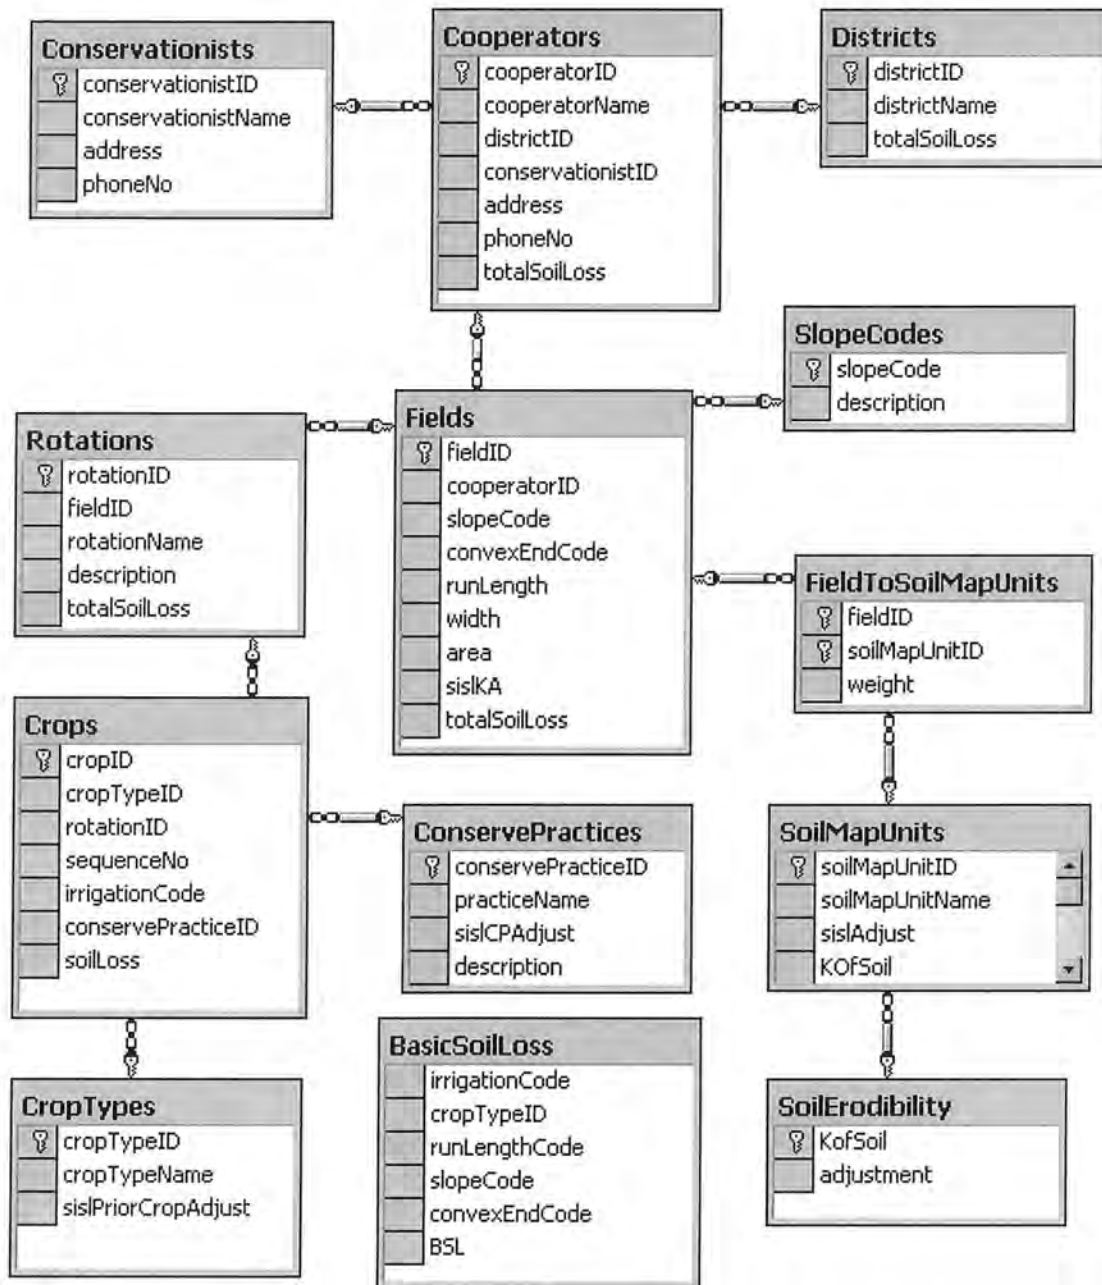 Conservationists
conservationistID
conservationistName
address
phoneNo
Cooperators
cooperatorID
cooperatorName
districtID
conservationistID
address
phoneNo
totalSoilLoss
Districts
districtID
districtName
totalSoilLoss
SlopeCodes
slopeCode
description
Rotations
rotationID
fieldID
rotationName
description
totalSoilLoss
Fields
fieldID
cooperatorID
slopeCode
convexEndCode
runLength
width
area
sislKA
totalSoilLoss
FieldToSoilMapUnits
fieldID
soilMapUnitID
weight
Crops
cropID
cropTypeID
rotationID
sequenceNo
irrigationCode
conservePracticeID
soilLoss
ConservePractices
conservePracticeID
practiceName
sislCPAdjust
description
SoilMapUnits
soilMapUnitID
soilMapUnitName
sislAdjust
KOfSoil
CropTypes
cropTypeID
cropTypeName
sislPriorCropAdjust
BasicSoilLoss
irrigationCode
cropTypeID
runLengthCode
slopeCode
convexEndCode
BSL
SoilErodibility
KofSoil
adjustment